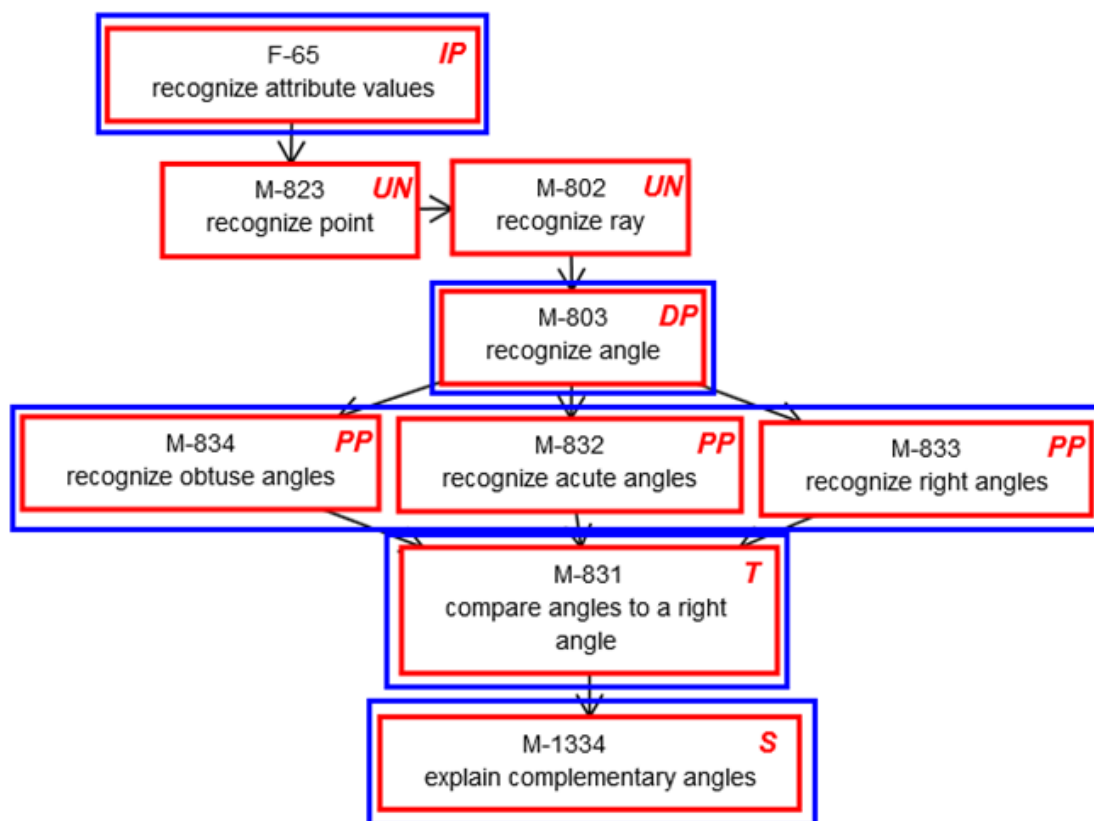 F-65 IP
recognize attribute values
M-823 UN
recognize point
M-802 UN
recognize ray
M-803 DP
recognize angle
M-834 PP
recognize obtuse angles
M-832 PP
recognize acute angles
M-833 PP
recognize right angles
M-831 T
compare angles to a right
angle
M-1334 S
explain complementary angles